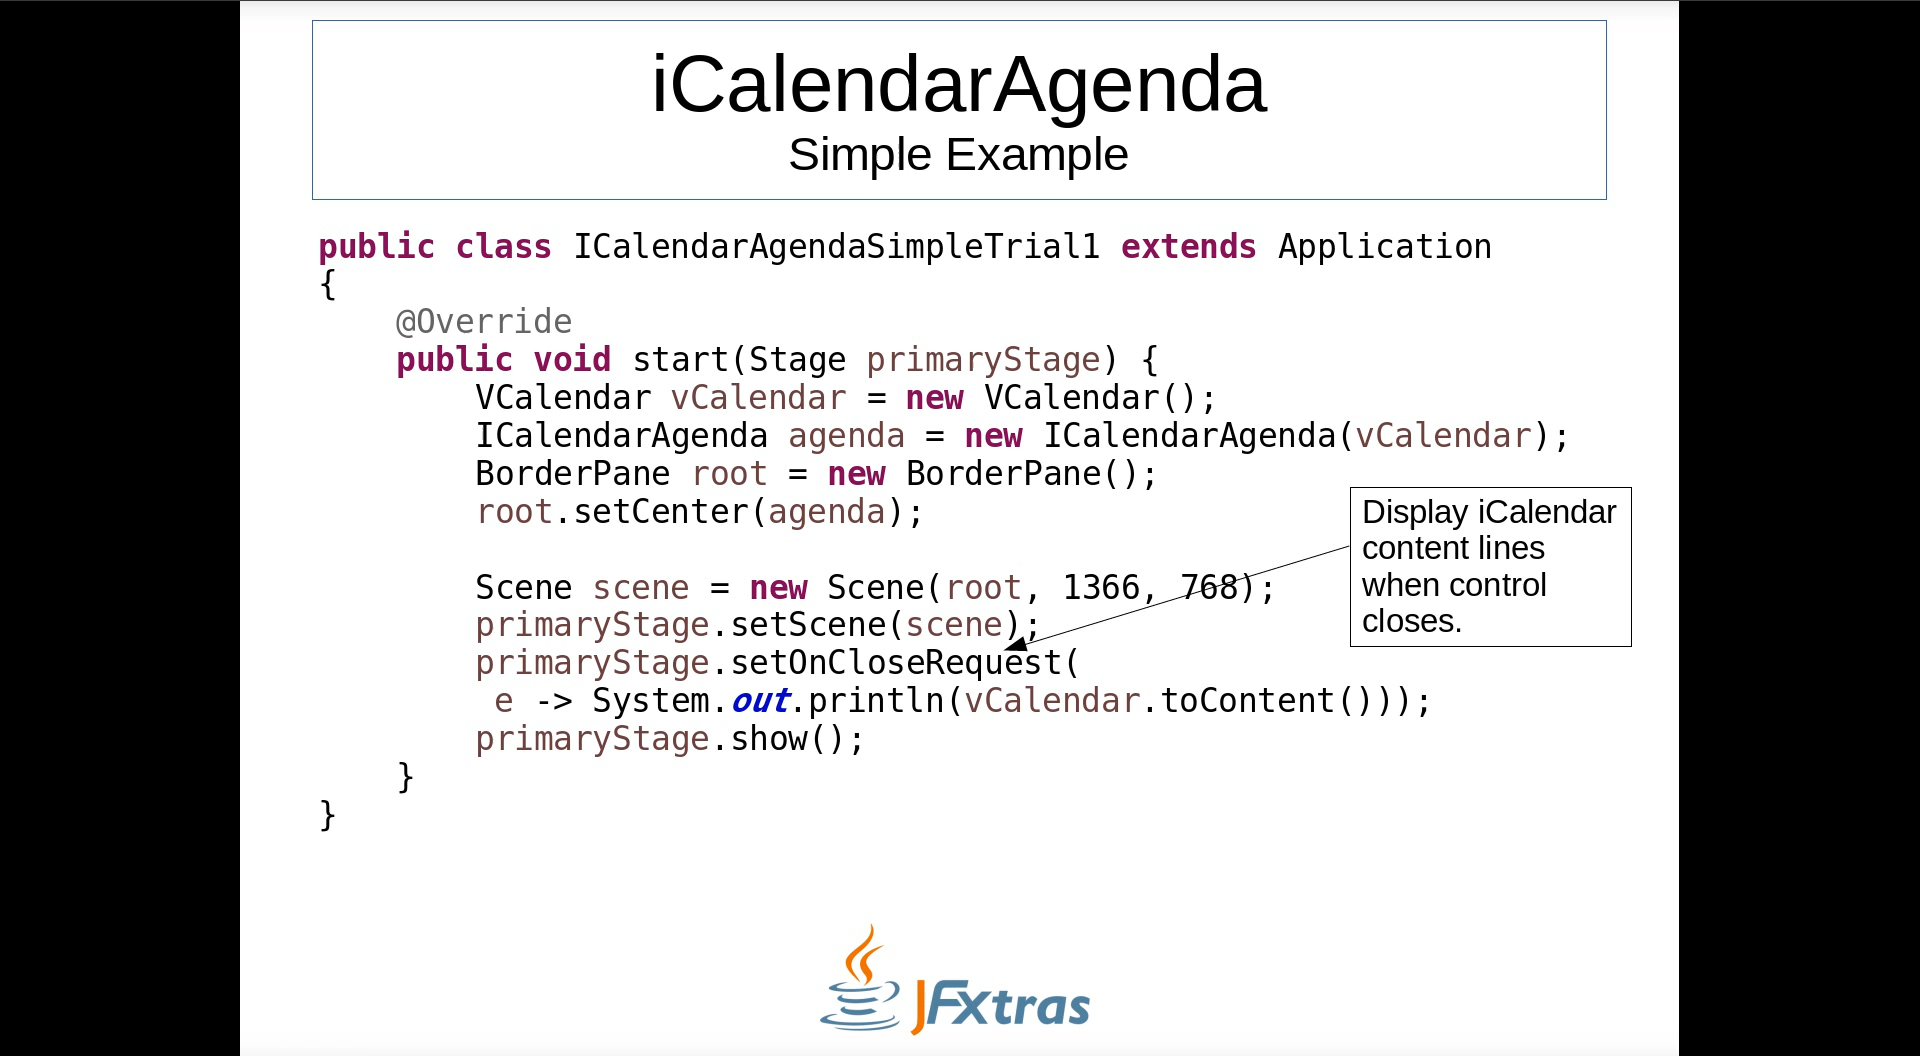 iCalendarAgenda
Simple Example
public class ICalendarAgendaSimpleTrial1 extends Application
{
    @Override
    public void start(Stage primaryStage) {
        VCalendar vCalendar = new VCalendar();
        ICalendarAgenda agenda = new ICalendarAgenda(vCalendar);
        BorderPane root = new BorderPane();
        root.setCenter(agenda);
        Scene scene = new Scene(root, 1366, 768);
        primaryStage.setScene(scene);
        primaryStage.setOnCloseRequest(
         e -> System.out.println(vCalendar.toContent()));
        primaryStage.show();
    }
}
Display iCalendar
content lines
when control
closes.
JFXtras